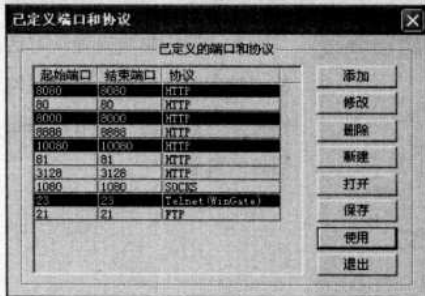 已定义端口和协议
已定义的端口和协议
起始端口 结束端口 协议
8080 8080 HTTP
80 80 HTTP
8000 8000 HTTP
8888 8888 HTTP
10080 10080 HTTP
81 81 HTTP
3128 3128 HTTP
1080 1080 SOCKS
23 23 Telnet(WinGate)
21 21 FTP
添加
修改
删除
新建
打开
保存
使用
退出